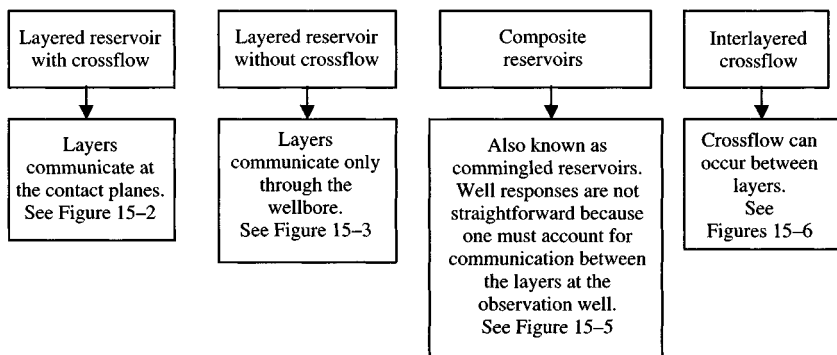 Layered reservoir
with crossflow
Layers
communicate at
the contact planes.
See Figure 15–2
Layered reservoir
without crossflow
Layers
communicate only
through the
wellbore.
See Figure 15–3
Composite
reservoirs
Also known as
commingled reservoirs.
Well responses are not
straightforward because
one must account for
communication between
the layers at the
observation well.
See Figure 15–5
Interlayered
crossflow
Crossflow can
occur between
layers.
See
Figures 15–6